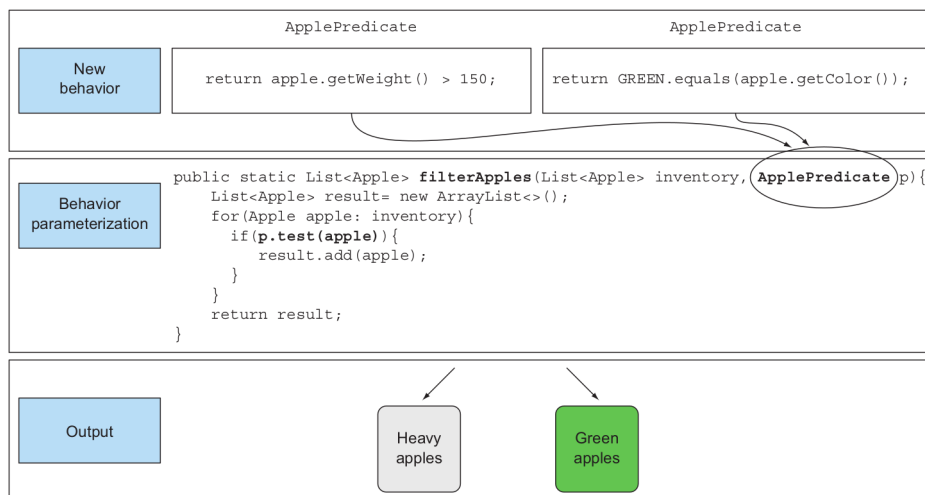 ApplePredicate
ApplePredicate
New
behavior
return apple.getWeight() > 150;
return GREEN.equals(apple.getColor());
Behavior
parameterization
public static List<Apple> filterApples(List<Apple> inventory, ApplePredicate p){
List<Apple> result= new ArrayList<>();
for(Apple apple: inventory){
if(p.test(apple)){
result.add(apple);
}
}
return result;
}
Output
Heavy
apples
Green
apples